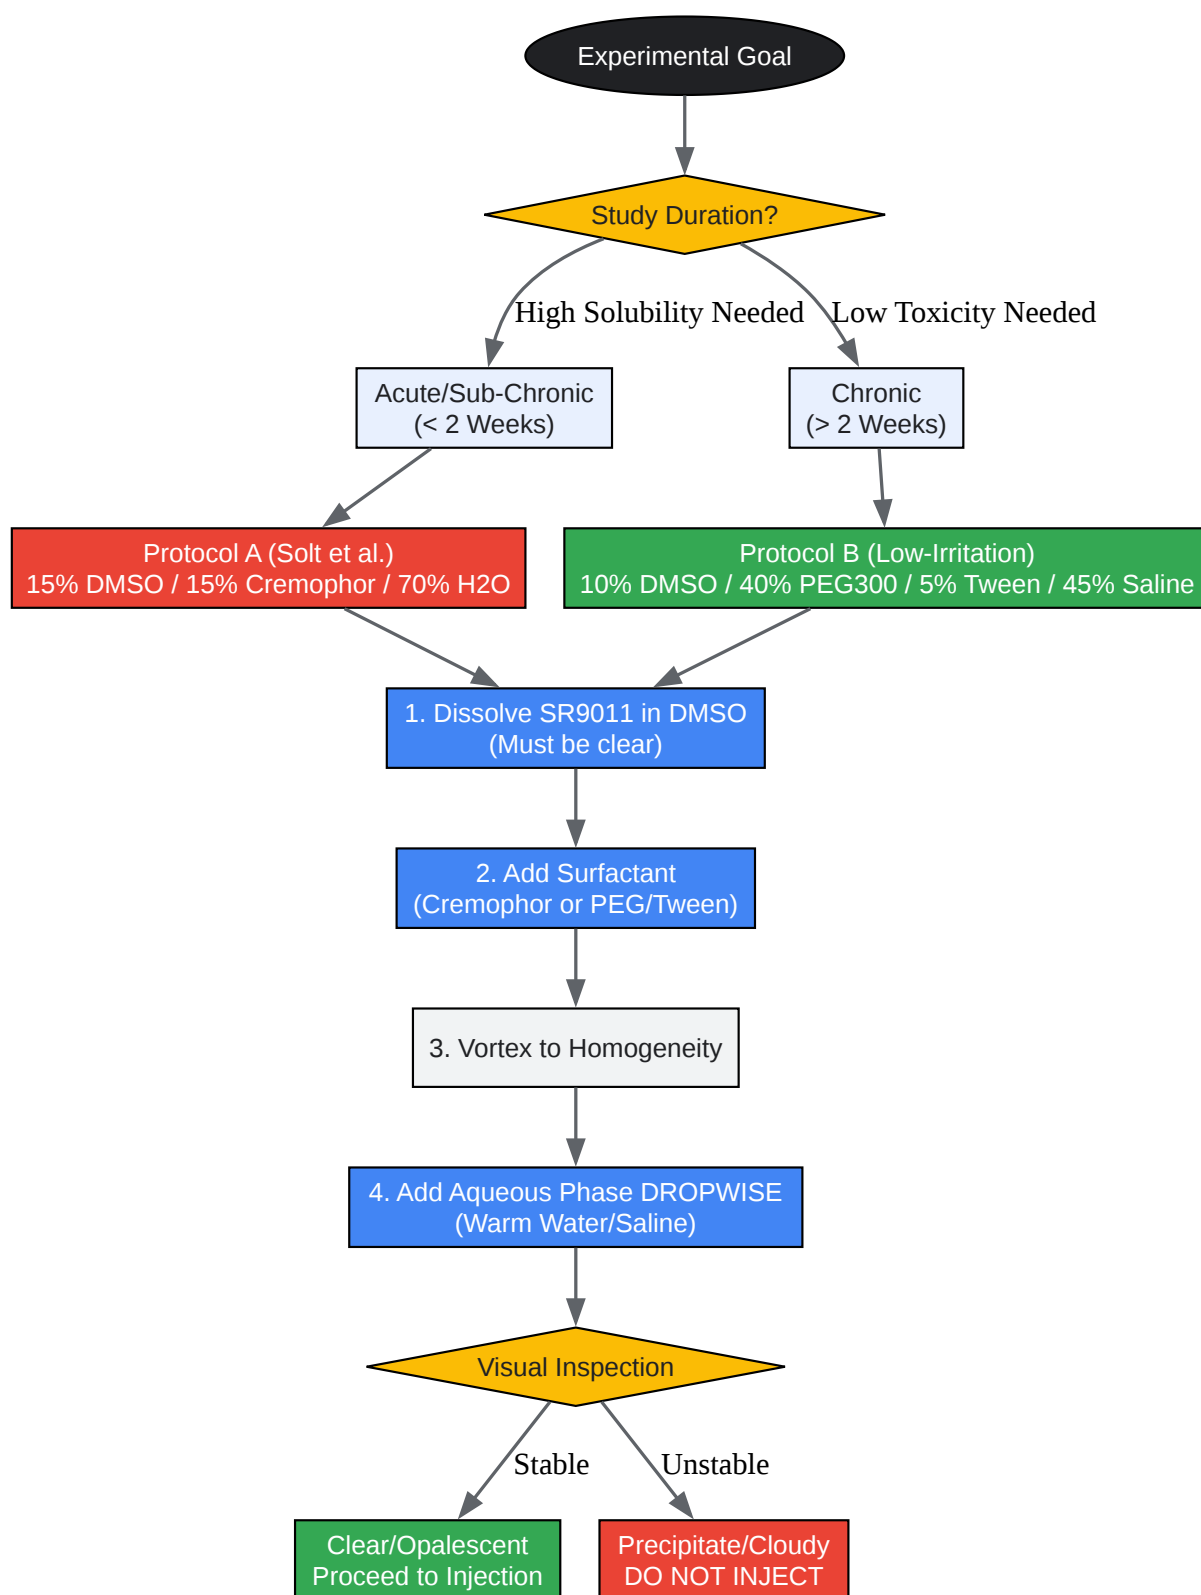 Experimental Goal
Study Duration?
High Solubility Needed
Low Toxicity Needed
Acute/Sub-Chronic
(< 2 Weeks)
Chronic
(> 2 Weeks)
Protocol A (Solt et al.)
15% DMSO / 15% Cremophor / 70% H2O
Protocol B (Low-Irritation)
10% DMSO / 40% PEG300 / 5% Tween / 45% Saline
1. Dissolve SR9011 in DMSO
(Must be clear)
2. Add Surfactant
(Cremophor or PEG/Tween)
3. Vortex to Homogeneity
4. Add Aqueous Phase DROPWISE
(Warm Water/Saline)
Visual Inspection
Stable
Unstable
Clear/Opalescent
Proceed to Injection
Precipitate/Cloudy
DO NOT INJECT